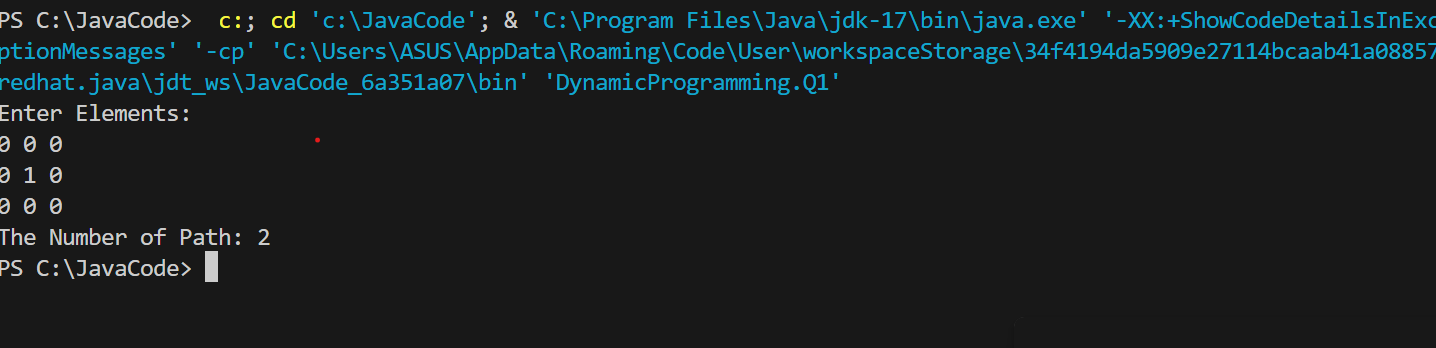 PS C:\JavaCode>  c:; cd 'c:\JavaCode'; & 'C:\Program Files\Java\jdk-17\bin\java.exe' '-XX:+ShowCodeDetailsInExc
ptionMessages' '-cp' 'C:\Users\ASUS\AppData\Roaming\Code\User\workspaceStorage\34f4194da5909e27114bcaab41a08857
redhat.java\jdt_ws\JavaCode_6a351a07\bin' 'DynamicProgramming.Q1'
Enter Elements:
0 0 0
0 1 0
0 0 0
The Number of Path: 2
PS C:\JavaCode>